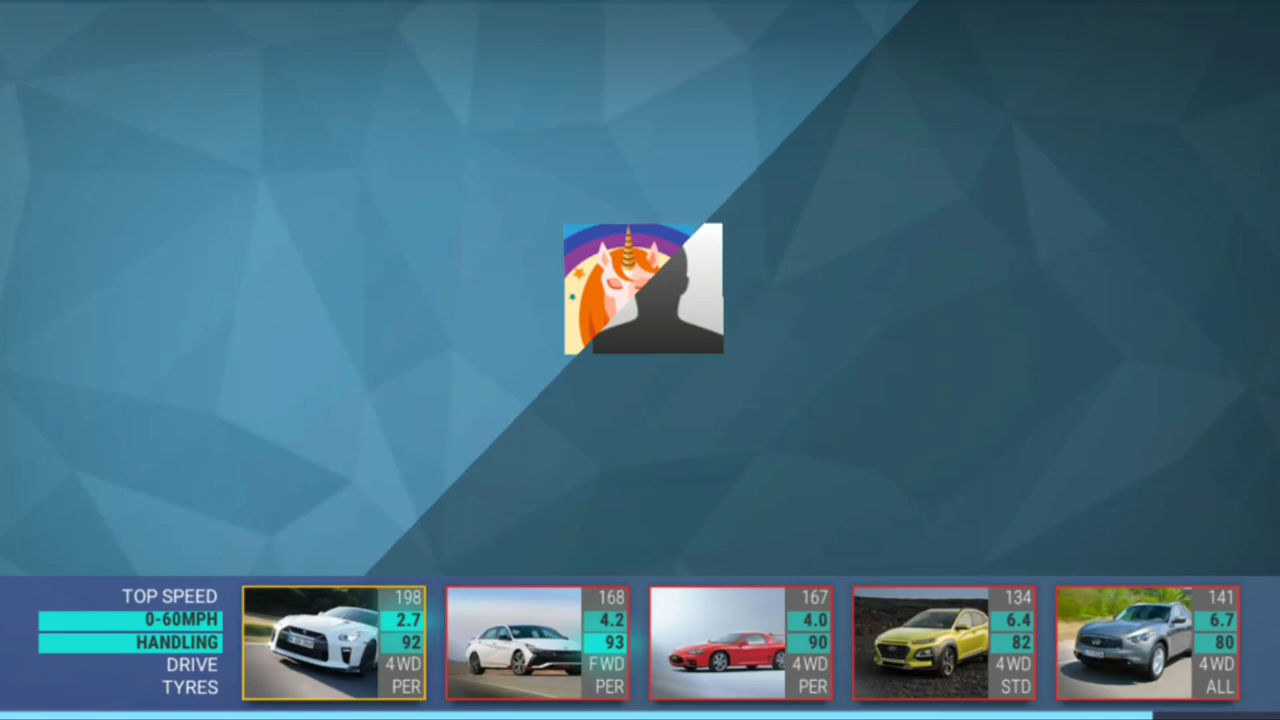 TOP SPEED 198 168 167 134 141
0-60MPH 2.7 4.2 4.0 6.4 6.7
HANDLING 92 93 90 82 80
DRIVE 4WD FWD 4WD 4WD 4WD
TYRES PER PER PER STD ALL